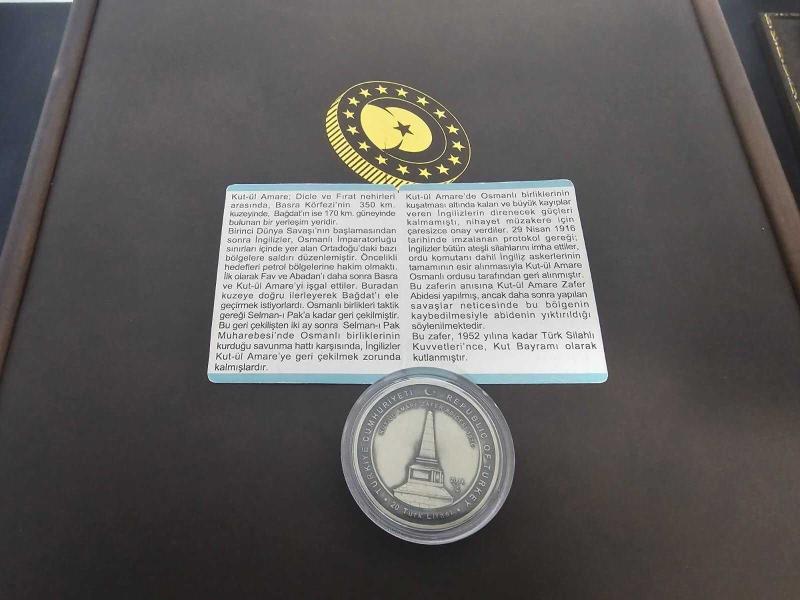 Kut-ül Amare; Dicle ve Fırat nehirleri
arasında, Basra Körfezi'nin 350 km.
kuzeyinde, Bağdat'ın ise 170 km. güneyinde
bulunan bir yerleşim yeridir.
Birinci Dünya Savaşı'nın başlamasından
sonra İngilizler, Osmanlı İmparatorluğu
sınırları içinde yer alan Ortadoğu'daki bazı
bölgelere saldırı düzenlemiştir. Öncelikli
hedefleri petrol bölgelerine hakim olmaktı.
İlk olarak Fav ve Abadan'ı daha sonra Basra
ve Kut-ül Amare'yi işgal ettiler. Buradan
kuzeye doğru ilerleyerek Bağdat'ı ele
geçirmek istiyorlardı. Osmanlı birlikleri taktik
gereği Selman-ı Pak'a kadar geri çekilmiştir.
Bu geri çekilişten iki ay sonra Selman-ı Pak
Muharebesi'nde Osmanlı birliklerinin
kurduğu savunma hattı karşısında, İngilizler
Kut-ül Amare'ye geri çekilmek zorunda
kalmışlardır.
Kut-ül Amare'de Osmanlı birliklerinin
kuşatması altında kalan ve büyük kayıplar
veren İngilizlerin direnecek güçleri
kalmamıştı, nihayet müzakere için
çaresizce onay verdiler. 29 Nisan 1916
tarihinde imzalanan protokol gereği;
İngilizler bütün ateşli silahlarını imha ettiler,
ordu komutanı dahil İngiliz askerlerinin
tamamının esir alınmasıyla Kut-ül Amare
Osmanlı ordusu tarafından geri alınmıştır.
Bu zaferin anısına Kut-ül Amare Zafer
Abidesi yapılmış, ancak daha sonra yapılan
savaşlar neticesinde bu bölgenin
kaybedilmesiyle abidenin yıktırıldığı
söylenilmektedir.
Bu zafer, 1952 yılına kadar Türk Silahlı
Kuvvetleri'nce, Kut Bayramı olarak
kutlanmıştır.
TÜRKİYE CUMHURİYETİ
REPUBLIC OF TURKEY
KUT-ÜL AMARE ZAFER ABİDESİ
20 Türk Lirası